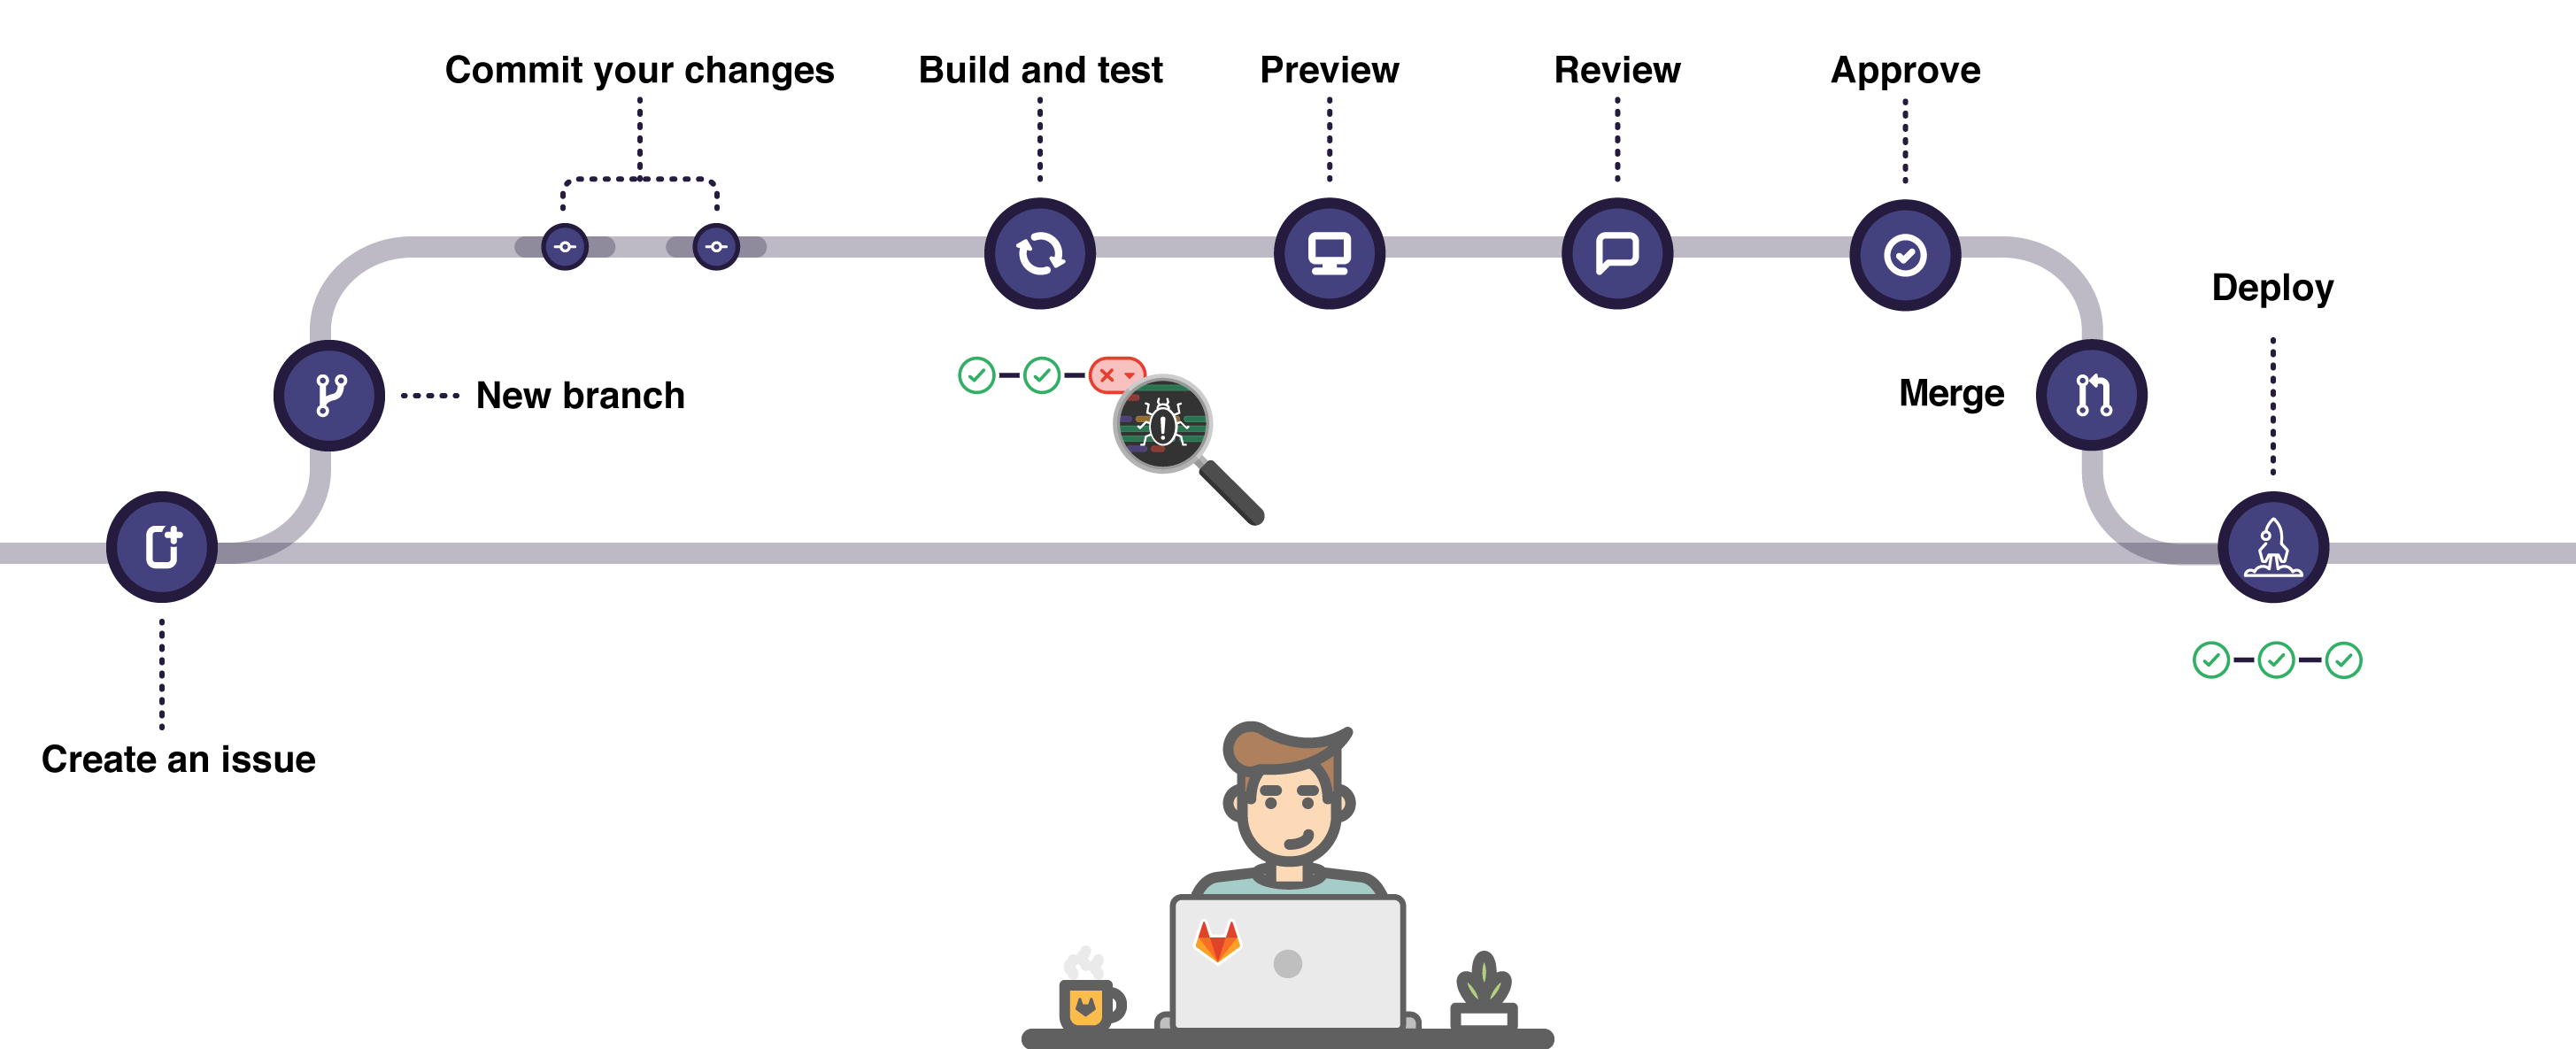 Commit your changes
Build and test
Preview
Review
Approve
Deploy
New branch
Merge
Create an issue